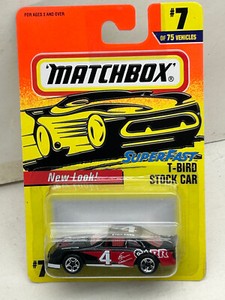 FOR AGES 3 AND OVER
#7
OF 75 VEHICLES
MATCHBOX®
SUPERFAST
T-BIRD
STOCK CAR
New Look!
4
#7